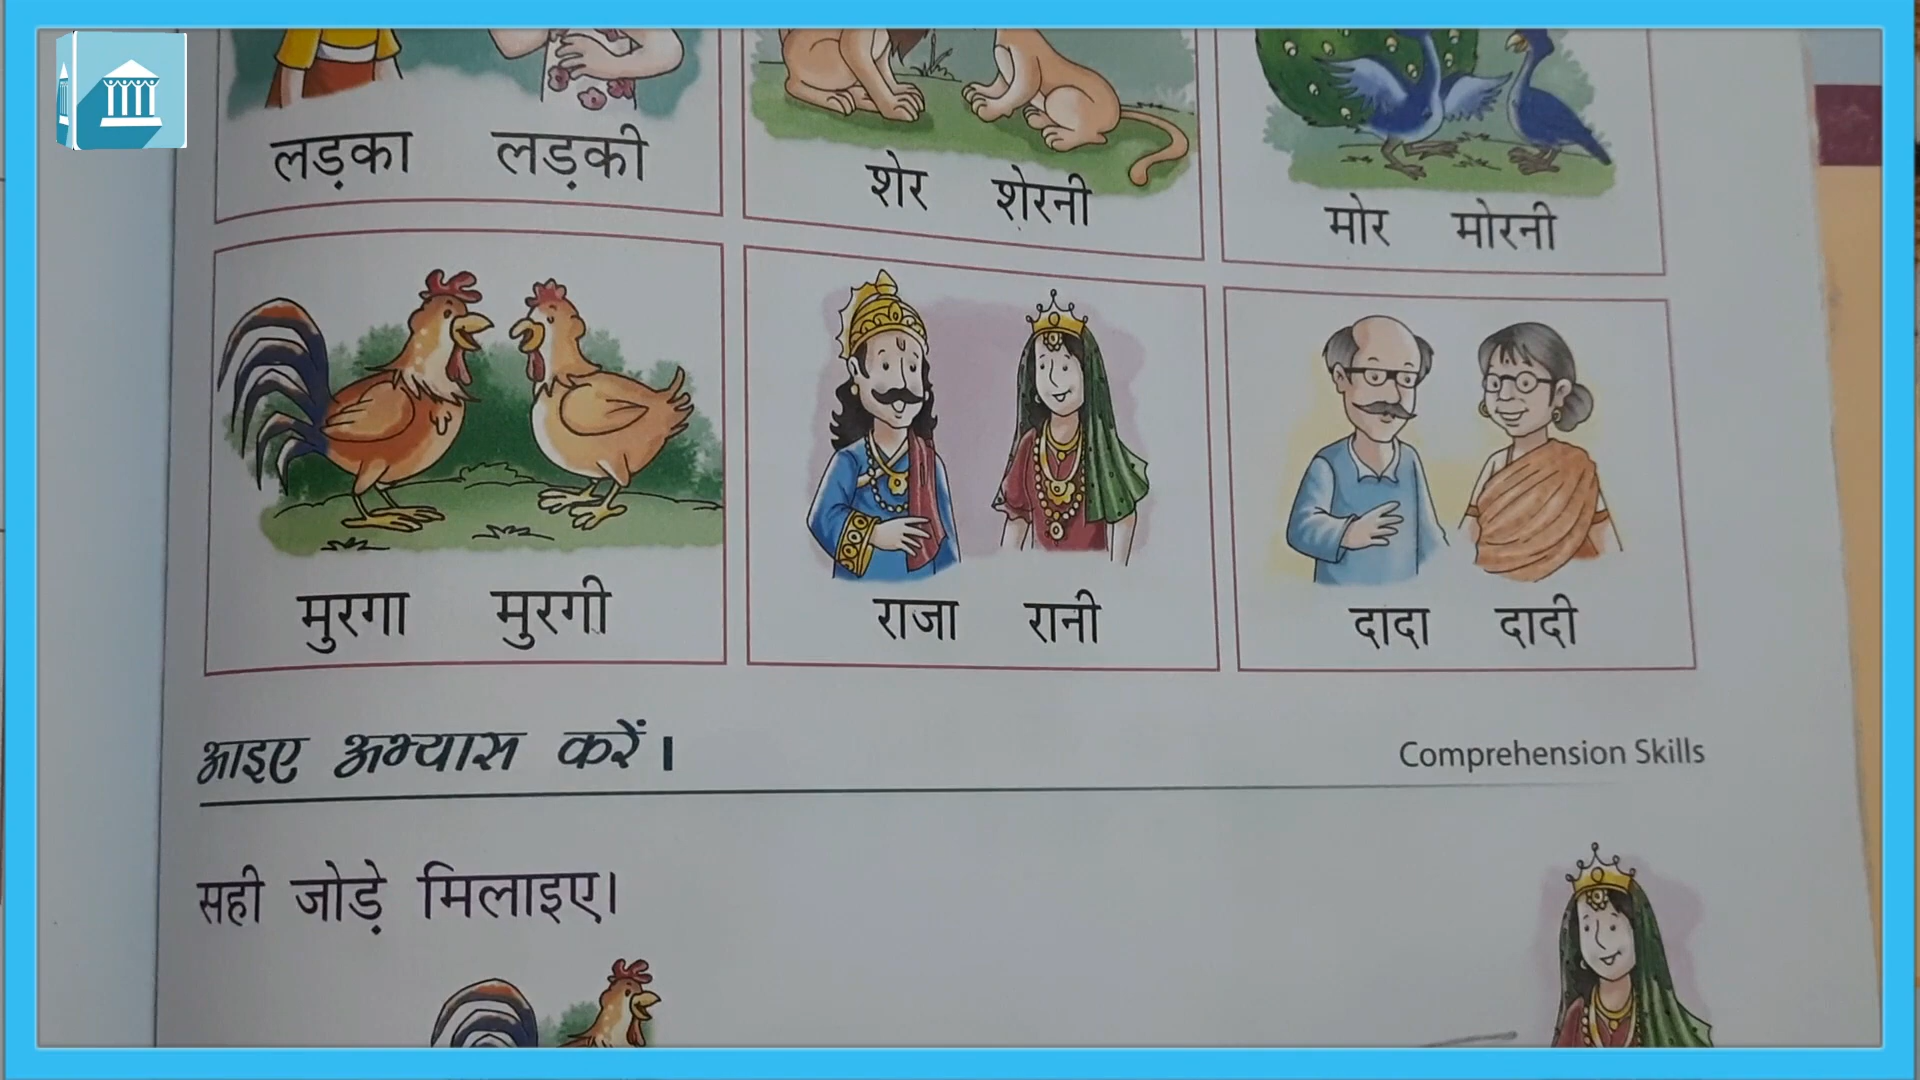 लड़का लड़की
शेर शेरनी
मोर मोरनी
मुरगा मुरगी
राजा रानी
दादा दादी
आइए अभ्यास करें।
Comprehension Skills
सही जोड़े मिलाइए।